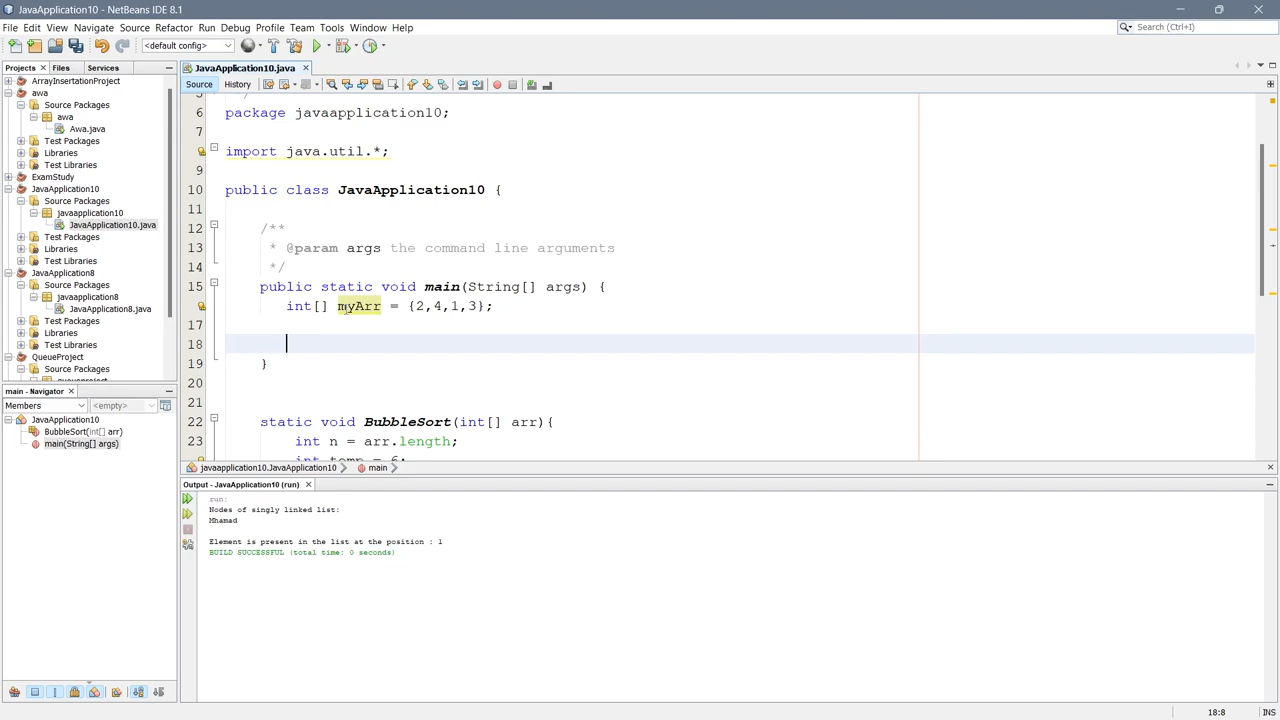 JavaApplication10 - NetBeans IDE 8.1
File Edit View Navigate Source Refactor Run Debug Profile Team Tools Window Help
Search (Ctrl+I)
<default config>
Projects Files Services
ArrayInsertationProject
awa
Source Packages
awa
Awa.java
Test Packages
Libraries
Test Libraries
ExamStudy
JavaApplication10
Source Packages
javaapplication10
JavaApplication10.java
Test Packages
Libraries
Test Libraries
JavaApplication8
Source Packages
javaapplication8
JavaApplication8.java
Test Packages
Libraries
Test Libraries
QueueProject
Source Packages
main - Navigator
Members <empty>
JavaApplication10
BubbleSort(int[] arr)
main(String[] args)
JavaApplication10.java
Source History
6 package javaapplication10;
7
import java.util.*;
9
10 public class JavaApplication10 {
11
12 /**
13 * @param args the command line arguments
14 */
15 public static void main(String[] args) {
int[] myArr = {2,4,1,3};
17
18
19 }
20
21
22 static void BubbleSort(int[] arr){
23 int n = arr.length;
int temp = 6;
javaapplication10.JavaApplication10 main
Output - JavaApplication10 (run)
run:
Nodes of singly linked list:
Mhamad
Element is present in the list at the position : 1
BUILD SUCCESSFUL (total time: 0 seconds)
18:8 INS